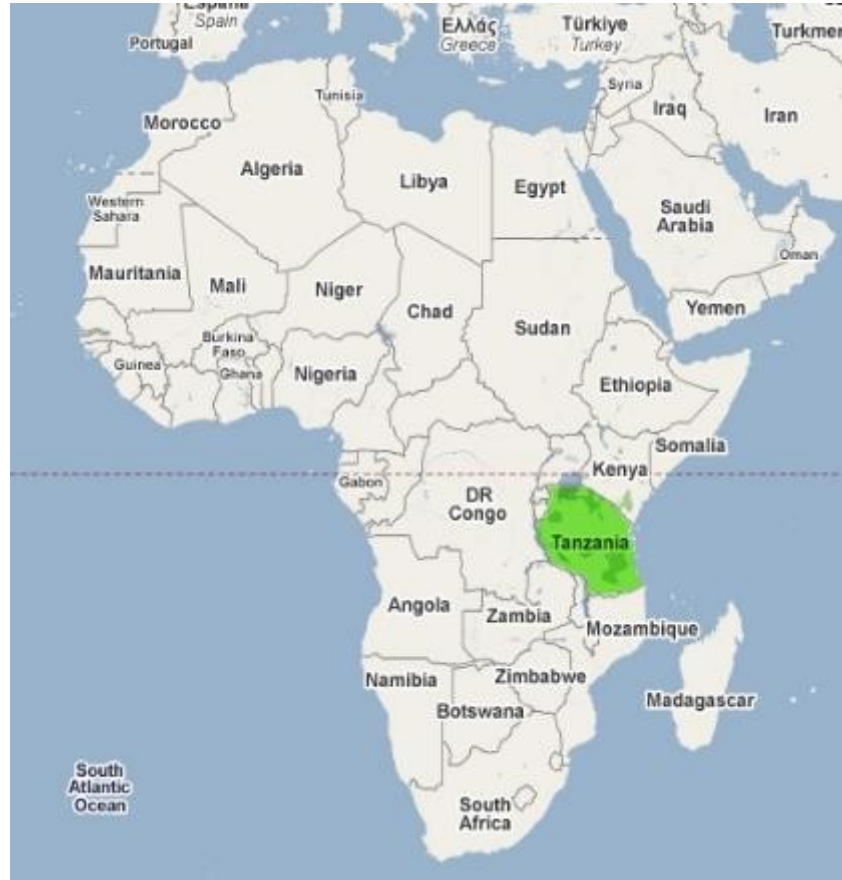 España
Spain
Portugal
Ελλάς
Greece
Türkiye
Turkey
Turkmen
Syria
Iraq
Iran
Tunisia
Morocco
Algeria
Libya
Egypt
Saudi
Arabia
Western
Sahara
Oman
Mauritania
Mali
Niger
Chad
Sudan
Yemen
Burkina
Faso
Guinea
Ghana
Nigeria
Ethiopia
Somalia
Kenya
Gabon
DR
Congo
Tanzania
Angola
Zambia
Mozambique
Namibia
Zimbabwe
Botswana
Madagascar
South
Atlantic
Ocean
South
Africa